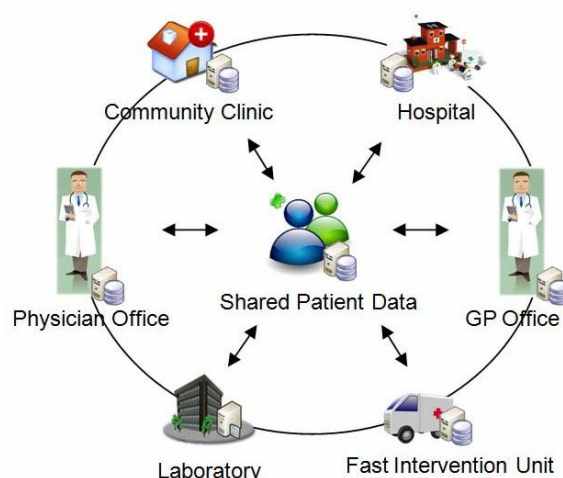 Community Clinic
Hospital
Physician Office
Shared Patient Data
GP Office
Laboratory
Fast Intervention Unit